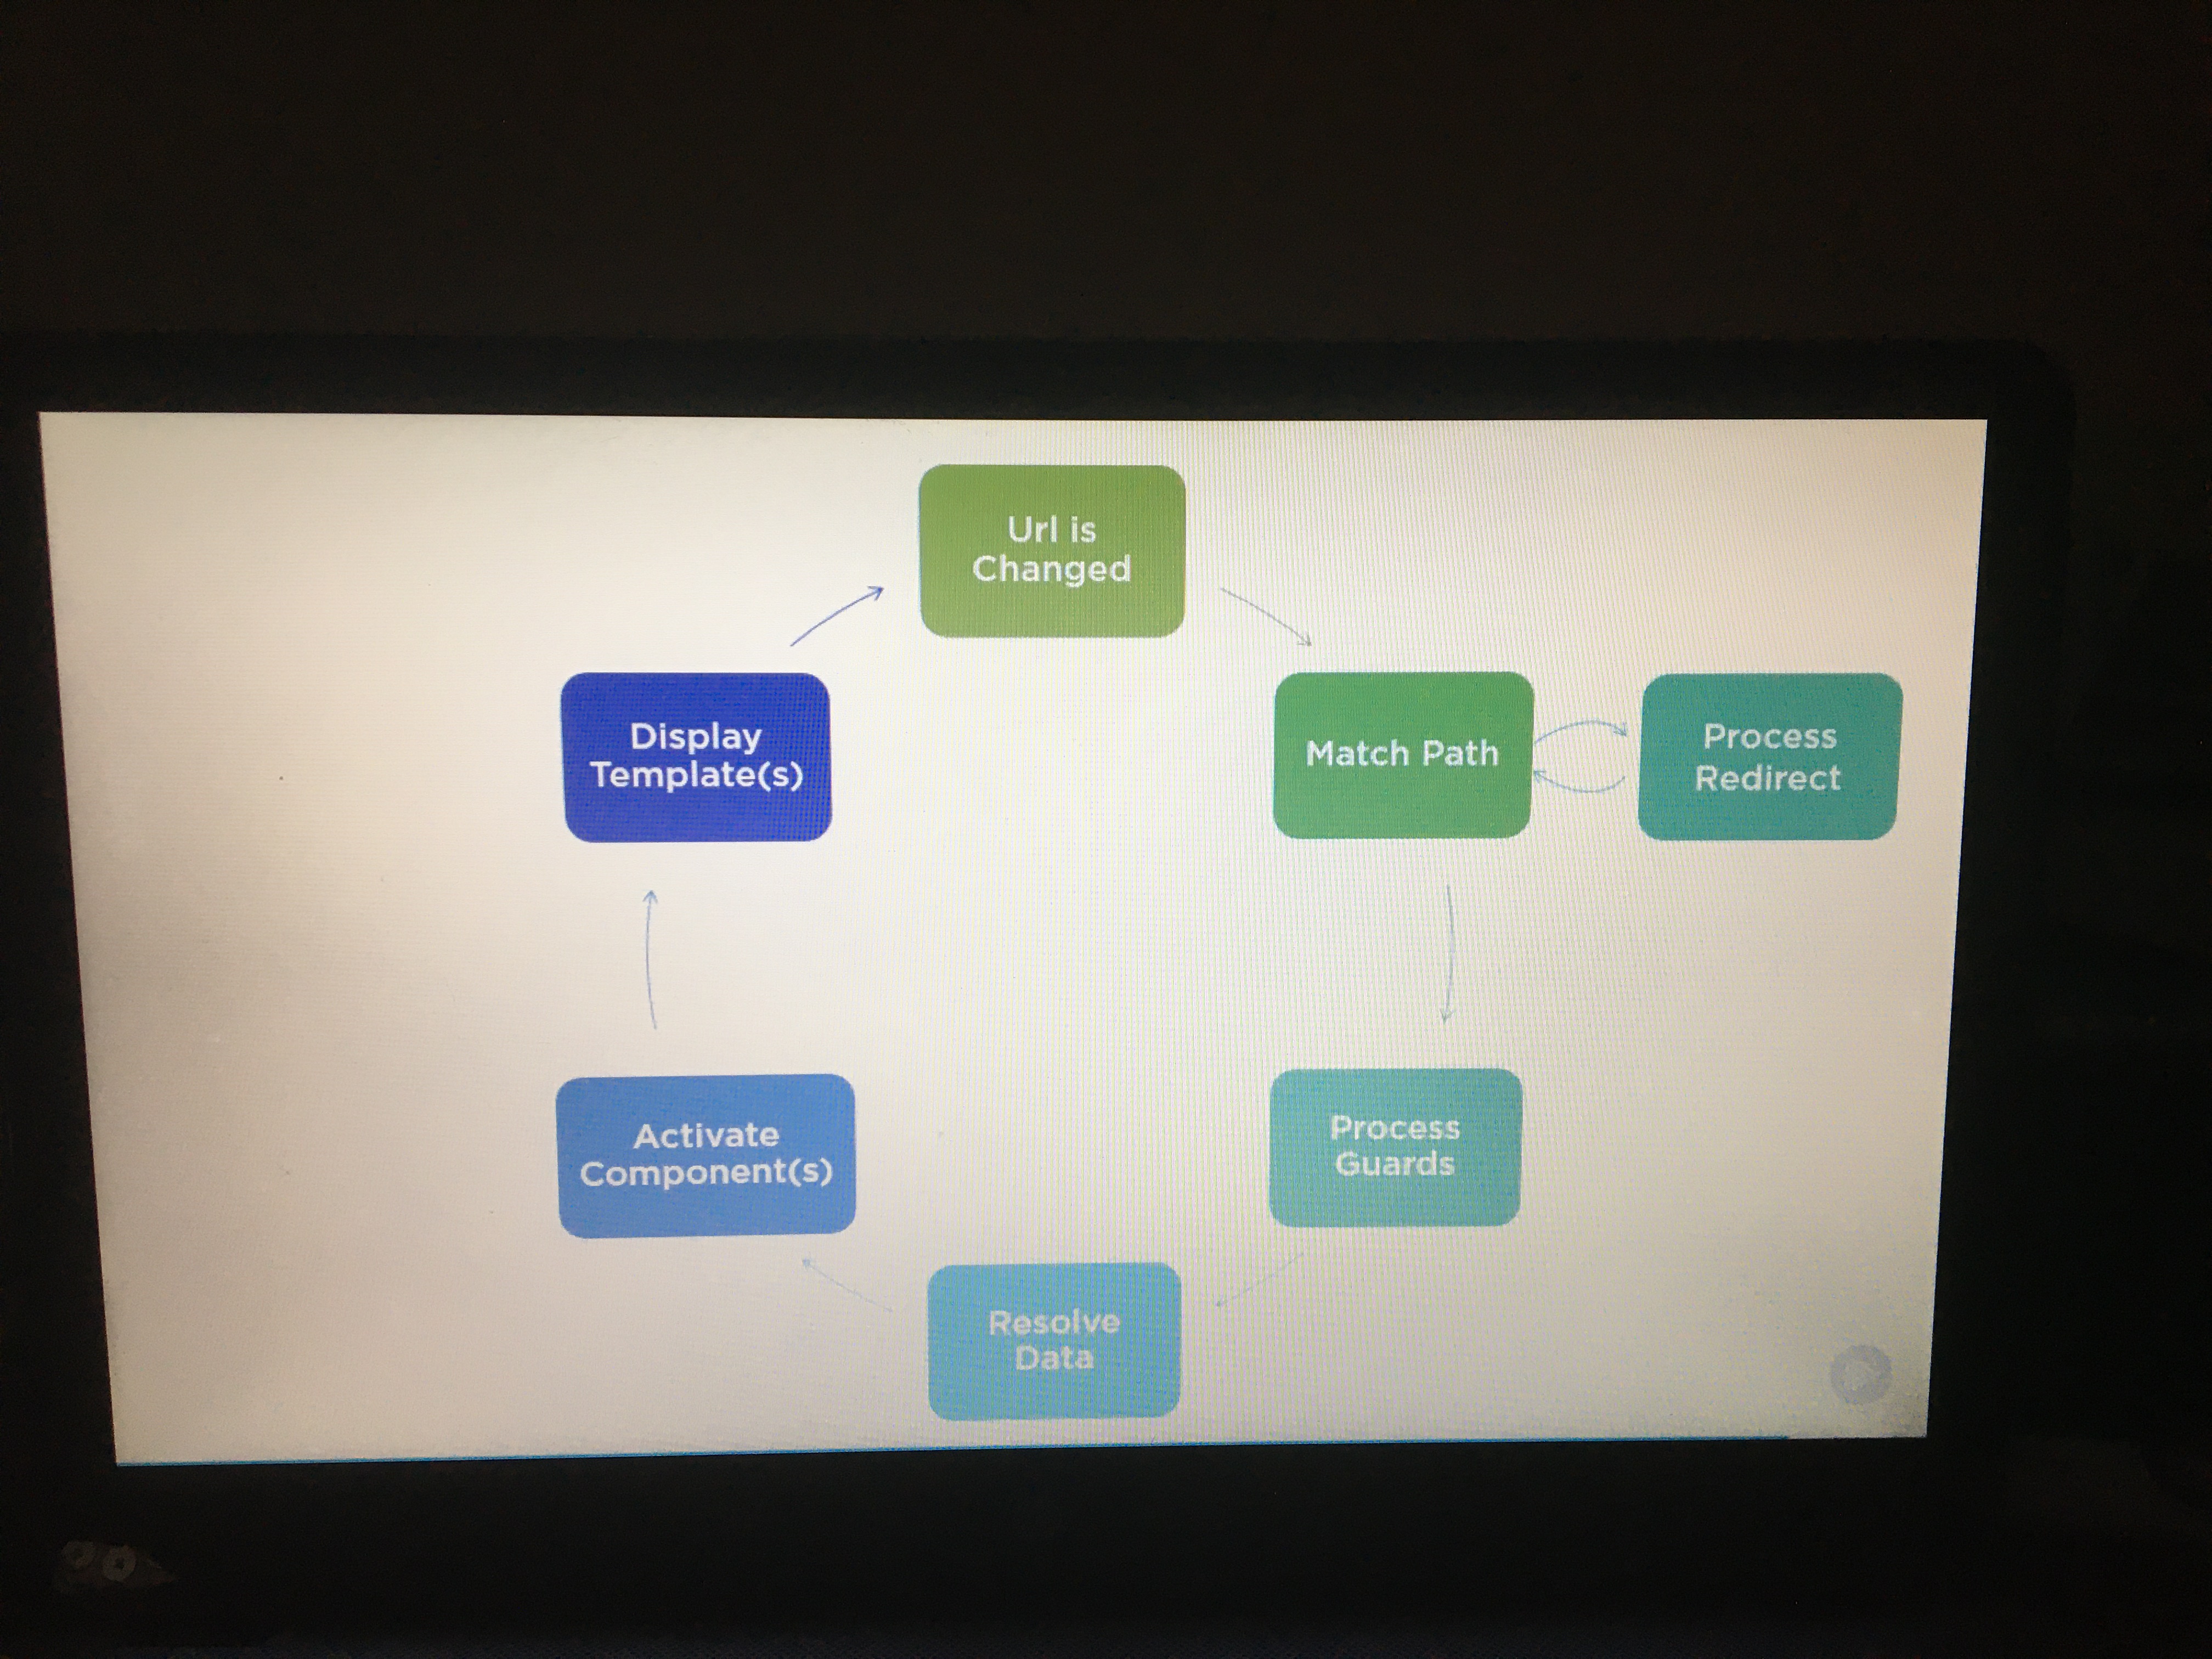 Url is
Changed
Match Path
Process
Redirect
Process
Guards
Resolve
Data
Activate
Component(s)
Display
Template(s)